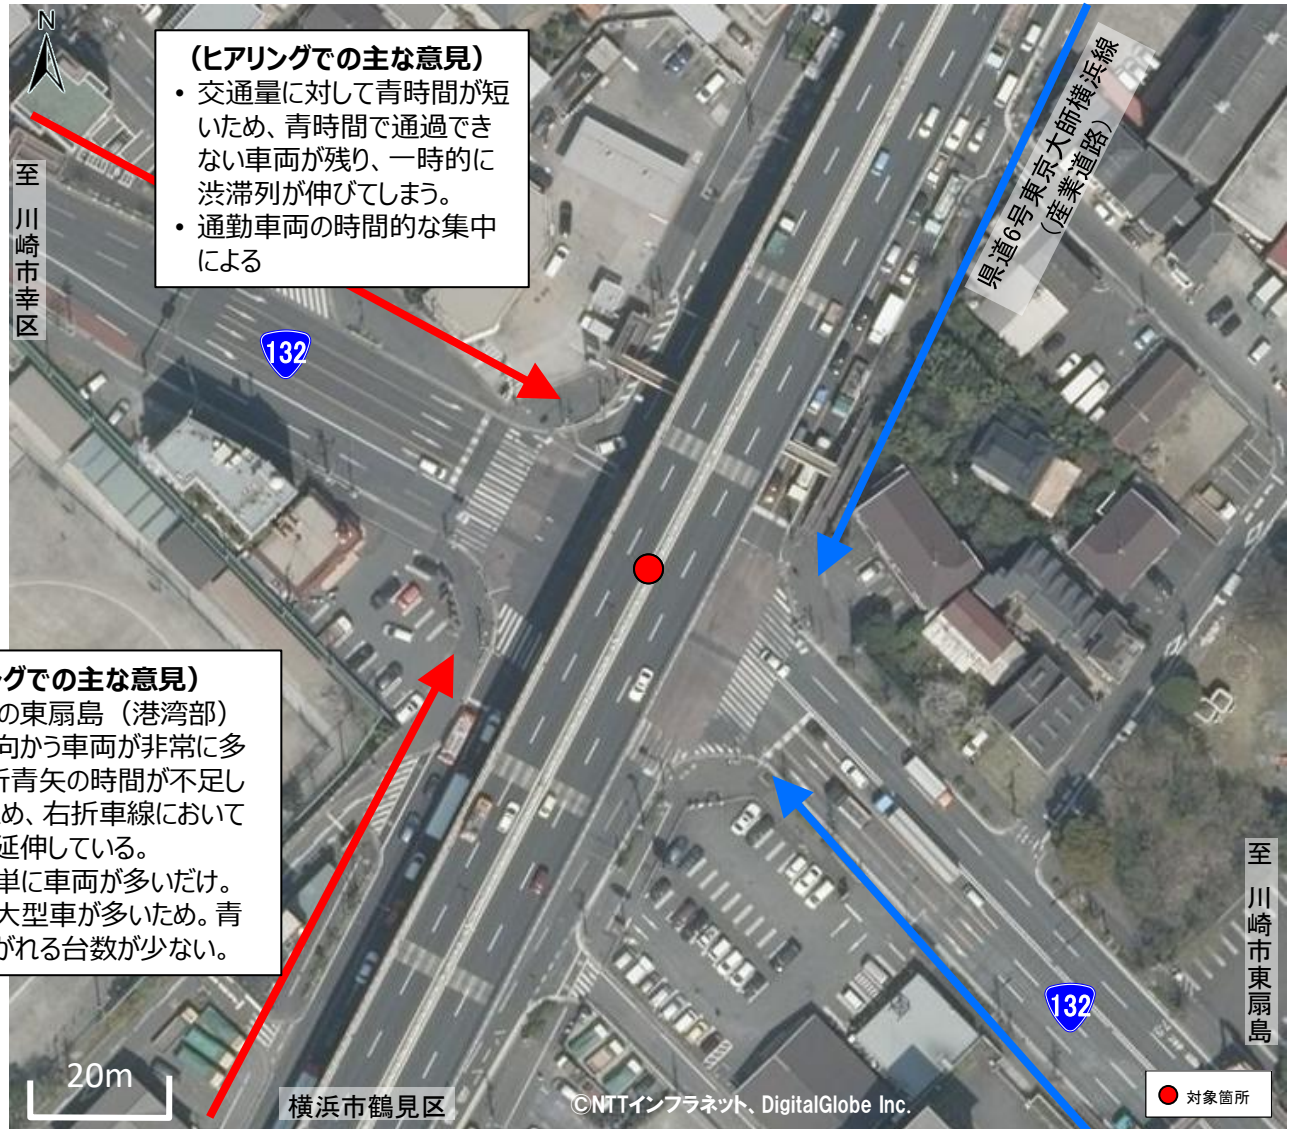 N
（ヒアリングでの主な意見）
• 交通量に対して青時間が短
いため、青時間で通過でき
ない車両が残り、一時的に
渋滞列が伸びてしまう。
• 通勤車両の時間的な集中
による
県道6号東京大師横浜線
（産業道路）
至 川崎市幸区
132
ングでの主な意見）
の東扇島（港湾部）
向かう車両が非常に多
折青矢の時間が不足し
め、右折車線において
延伸している。
単に車両が多いだけ。
大型車が多いため。青
がれる台数が少ない。
至 川崎市東扇島
132
20m
横浜市鶴見区
©NTTインフラネット、DigitalGlobe Inc.
対象箇所